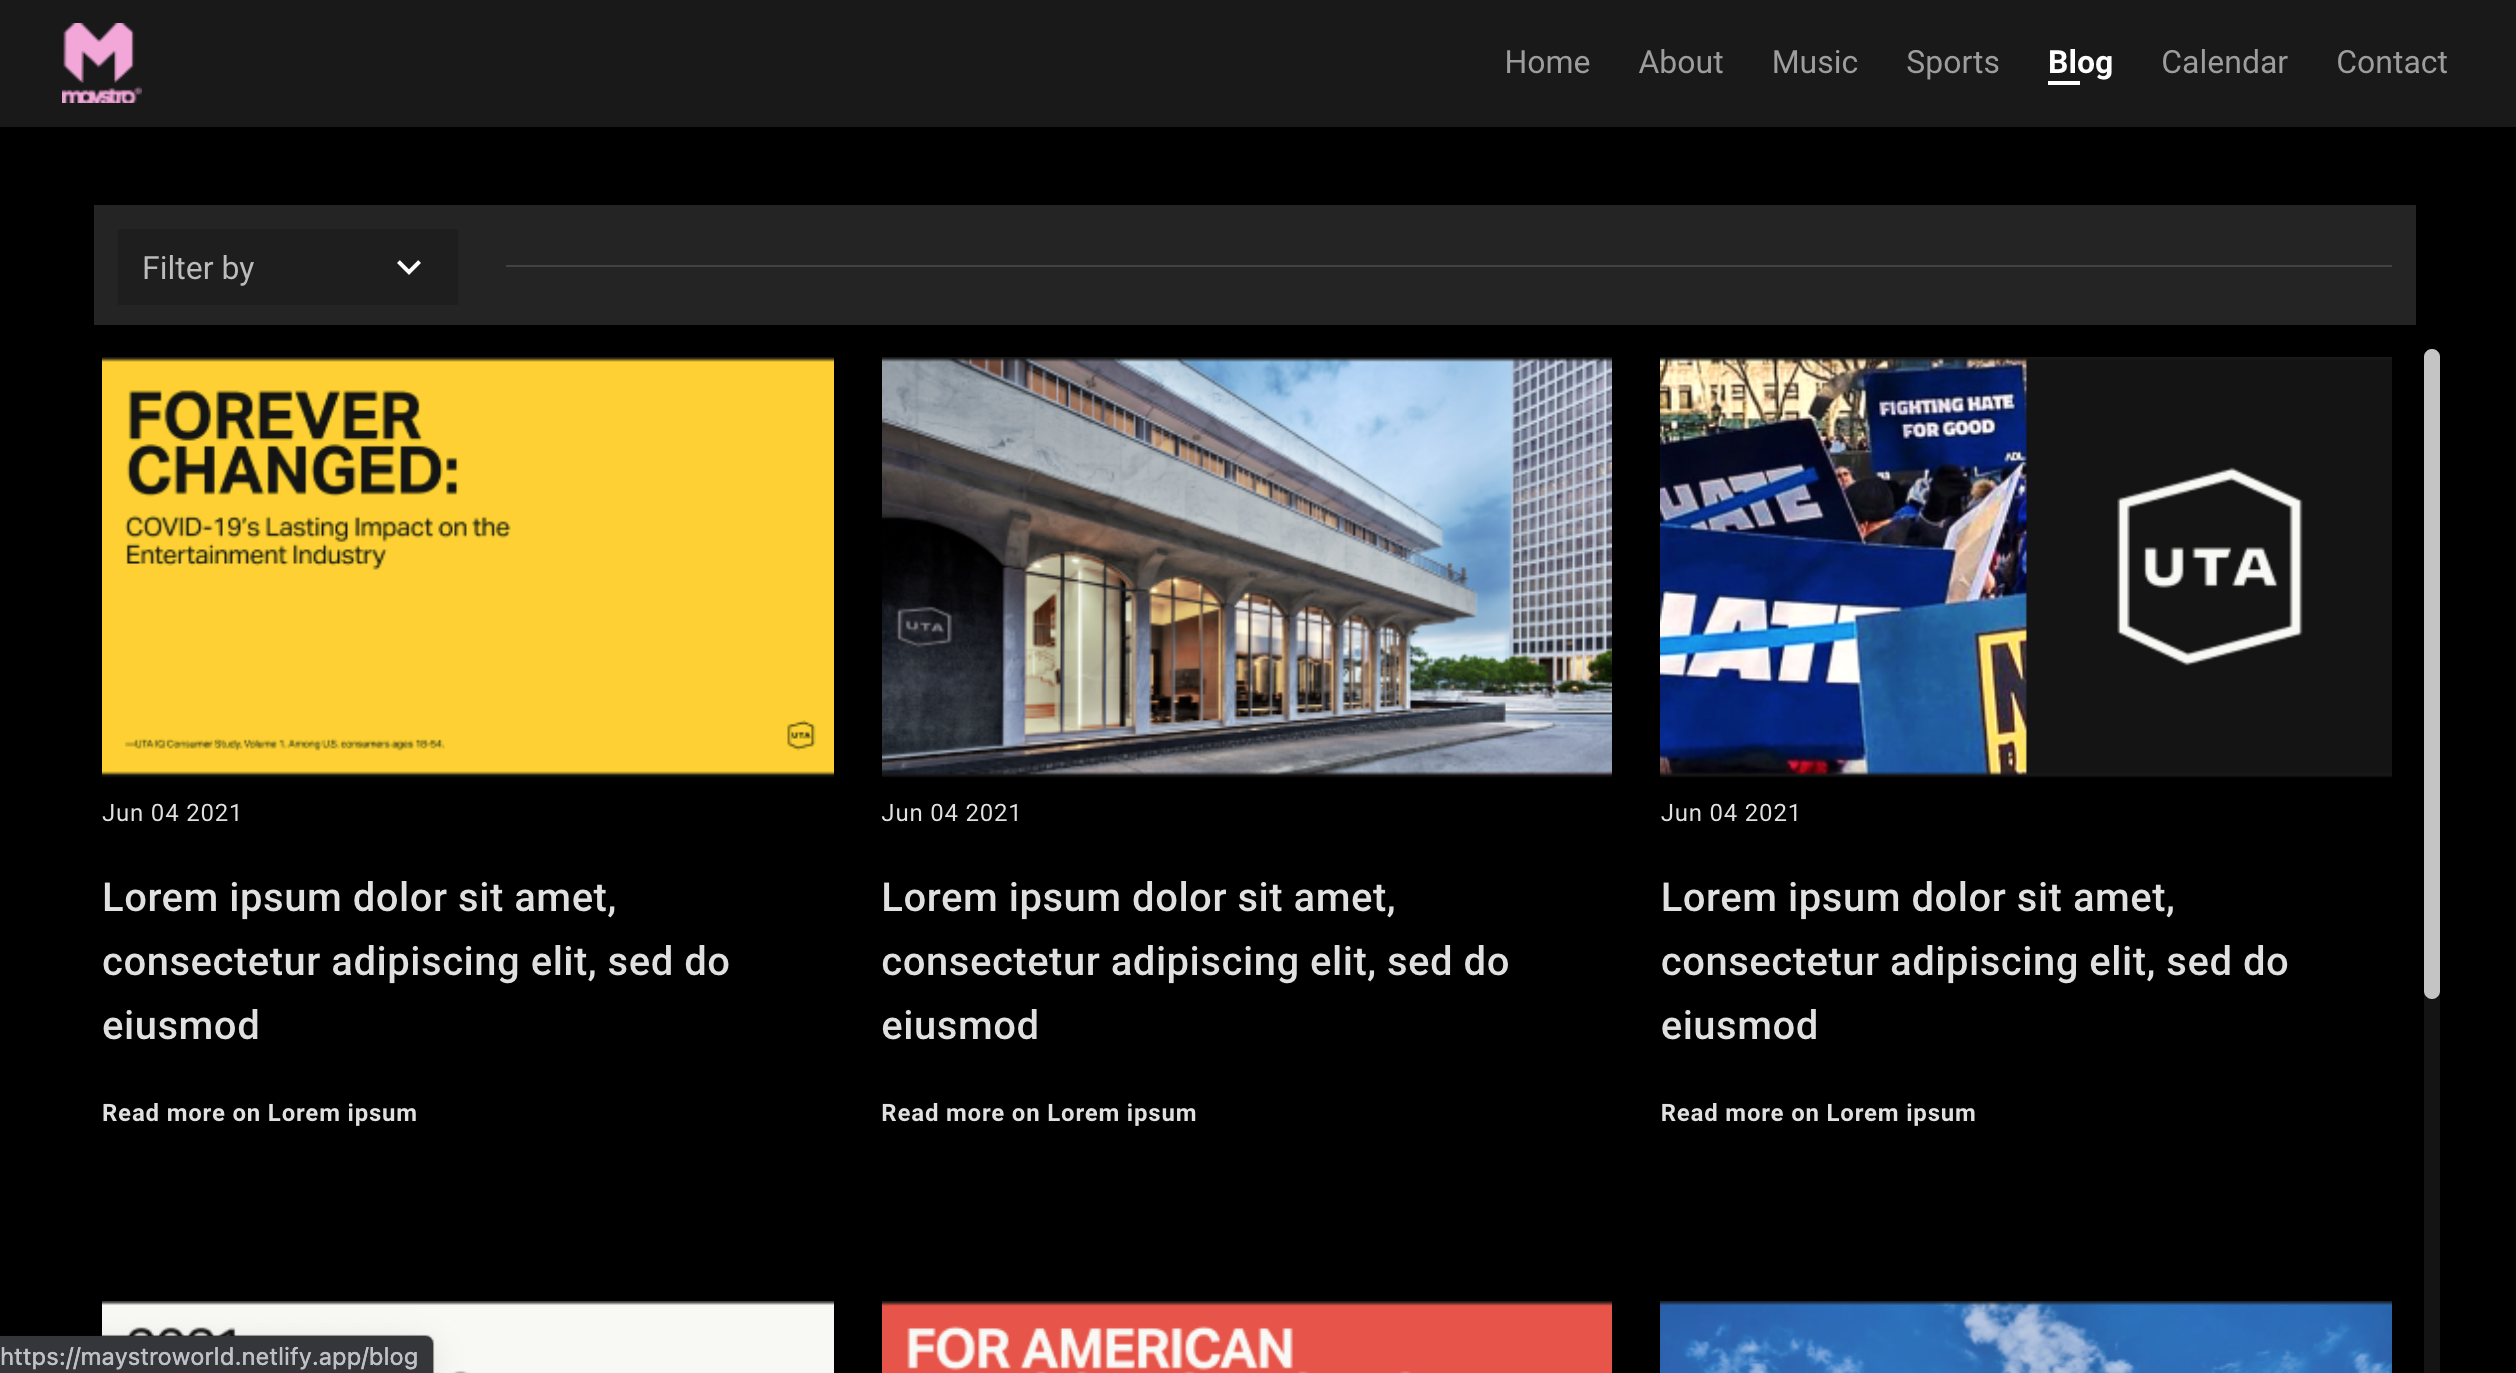 maystro
Home About Music Sports Blog Calendar Contact
Filter by
FOREVER
CHANGED:
COVID-19's Lasting Impact on the
Entertainment Industry
—UTA IQ Consumer Study, Volume 1. Among U.S. consumers ages 18-54.
UTA
UTA
FIGHTING HATE
FOR GOOD
ADL
HATE
HATE
UTA
Jun 04 2021
Lorem ipsum dolor sit amet,
consectetur adipiscing elit, sed do
eiusmod
Read more on Lorem ipsum
Jun 04 2021
Lorem ipsum dolor sit amet,
consectetur adipiscing elit, sed do
eiusmod
Read more on Lorem ipsum
Jun 04 2021
Lorem ipsum dolor sit amet,
consectetur adipiscing elit, sed do
eiusmod
Read more on Lorem ipsum
2021
FOR AMERICAN
https://maystroworld.netlify.app/blog